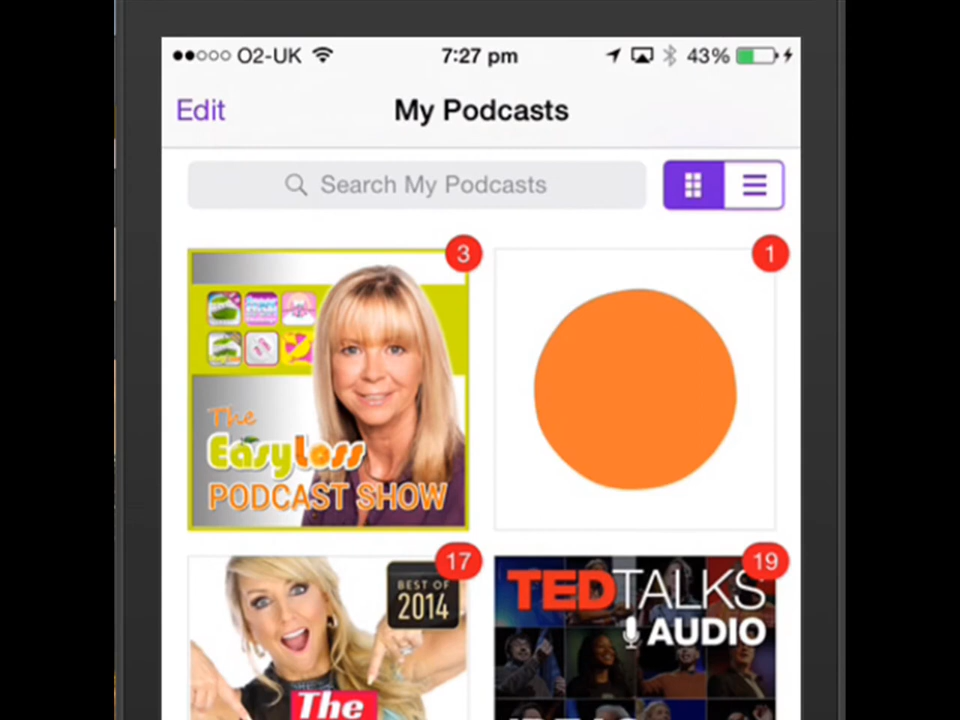 O2-UK 7:27 pm 43%
Edit My Podcasts
Search My Podcasts
3
1
The
EasyLoss
PODCAST SHOW
17
19
BEST OF
2014
The
TEDTALKS
AUDIO
IDEAS